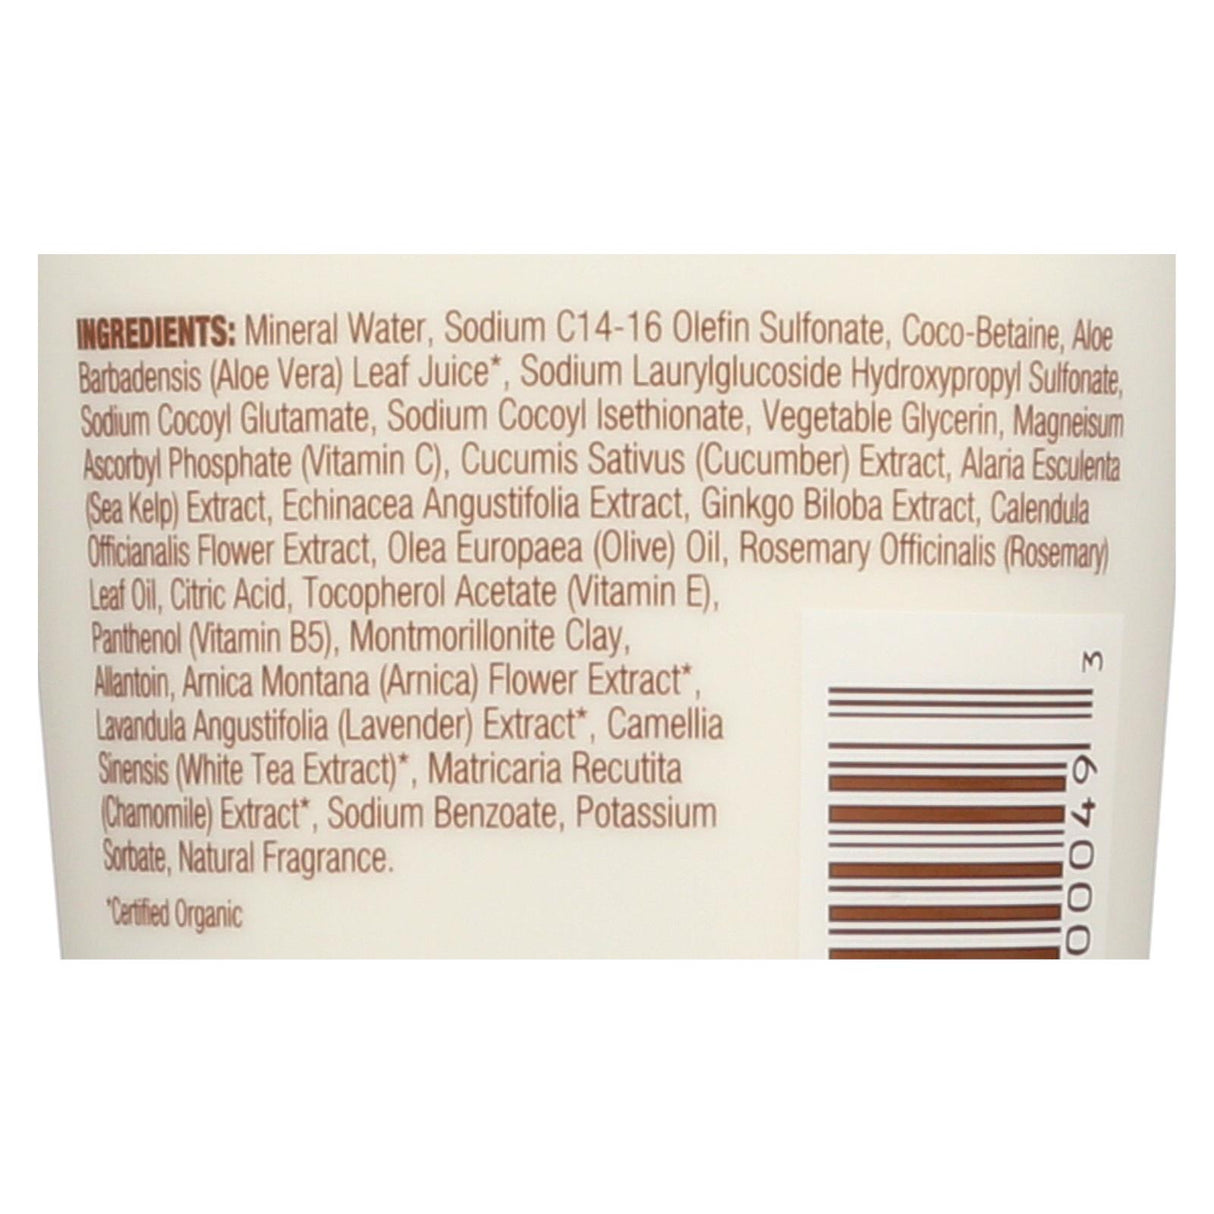 INGREDIENTS: Mineral Water, Sodium C14-16 Olefin Sulfonate, Coco-Betaine, Aloe
Barbadensis (Aloe Vera) Leaf Juice*, Sodium Laurylglucoside Hydroxypropyl Sulfonate,
Sodium Cocoyl Glutamate, Sodium Cocoyl Isethionate, Vegetable Glycerin, Magneisum
Ascorbyl Phosphate (Vitamin C), Cucumis Sativus (Cucumber) Extract, Alaria Esculenta
(Sea Kelp) Extract, Echinacea Angustifolia Extract, Ginkgo Biloba Extract, Calendula
Officianalis Flower Extract, Olea Europaea (Olive) Oil, Rosemary Officinalis (Rosemary)
Leaf Oil, Citric Acid, Tocopherol Acetate (Vitamin E),
Panthenol (Vitamin B5), Montmorillonite Clay,
Allantoin, Arnica Montana (Arnica) Flower Extract*,
Lavandula Angustifolia (Lavender) Extract*, Camellia
Sinensis (White Tea Extract)*, Matricaria Recutita
(Chamomile) Extract*, Sodium Benzoate, Potassium
Sorbate, Natural Fragrance.
*Certified Organic
00049 3